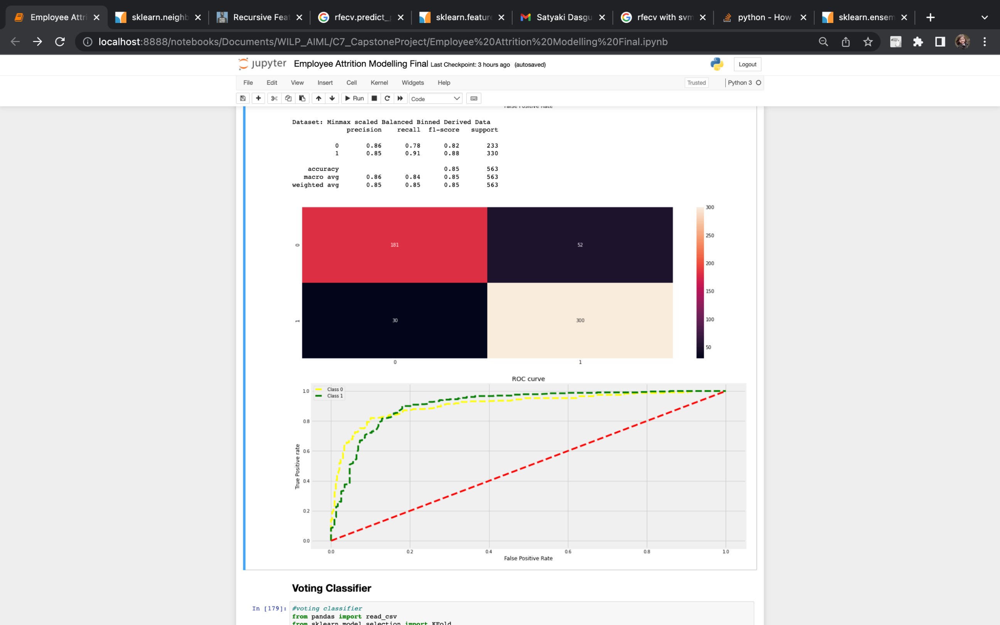 Employee Attri
sklearn.neighb
Recursive Feat
rfecv.predict_
sklearn.feature
Satyaki Dasgu
rfecv with svm
python - How
sklearn.ensem
localhost:8888/notebooks/Documents/WILP_AIML/C7_CapstoneProject/Employee%20Attrition%20Modelling%20Final.ipynb
jupyter Employee Attrition Modelling Final Last Checkpoint: 3 hours ago (autosaved)
Logout
File Edit View Insert Cell Kernel Widgets Help
Trusted
Python 3
Run
Code
False Positive Rate
Dataset: Minmax scaled Balanced Binned Derived Data
precision recall f1-score support
0 0.86 0.78 0.82 233
1 0.85 0.91 0.88 330
accuracy 0.85 563
macro avg 0.86 0.84 0.85 563
weighted avg 0.85 0.85 0.85 563
300
250
200
150
100
50
0
181 52
1
30 300
0 1
ROC curve
Class 0
Class 1
True Positive rate
1.0
0.8
0.6
0.4
0.2
0.0
0.0 0.2 0.4 0.6 0.8 1.0
False Positive Rate
Voting Classifier
In [179]: #voting classifier
from pandas import read_csv
from sklearn.model_selection import KFold